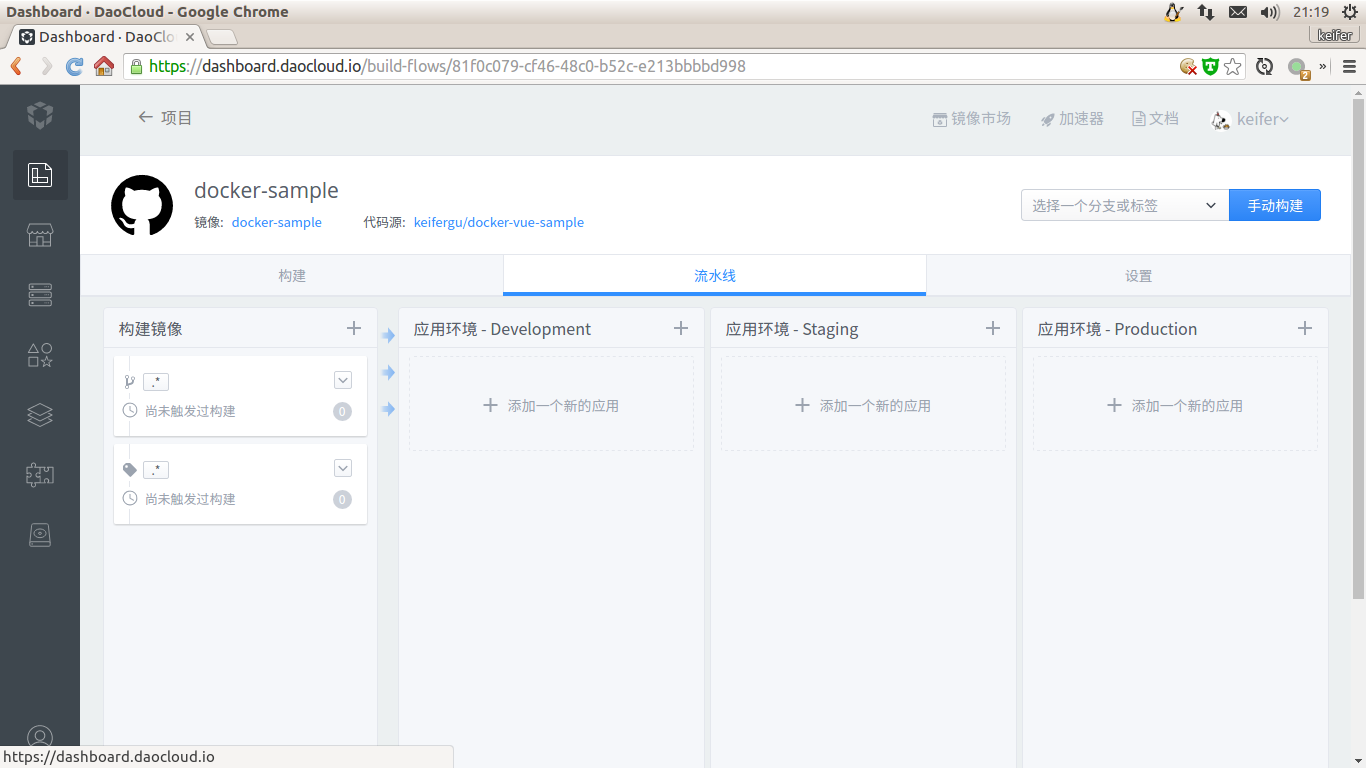 Dashboard · DaoCloud - Google Chrome
21:19
Dashboard · DaoClo
keifer
https://dashboard.daocloud.io/build-flows/81f0c079-cf46-48c0-b52c-e213bbbbd998
2
»
项目
镜像市场
加速器
文档
keifer
docker-sample
镜像: docker-sample
代码源: keifergu/docker-vue-sample
选择一个分支或标签
手动构建
构建
流水线
设置
构建镜像
.*
尚未触发过构建
0
.*
尚未触发过构建
0
应用环境 - Development
添加一个新的应用
应用环境 - Staging
添加一个新的应用
应用环境 - Production
添加一个新的应用
https://dashboard.daocloud.io